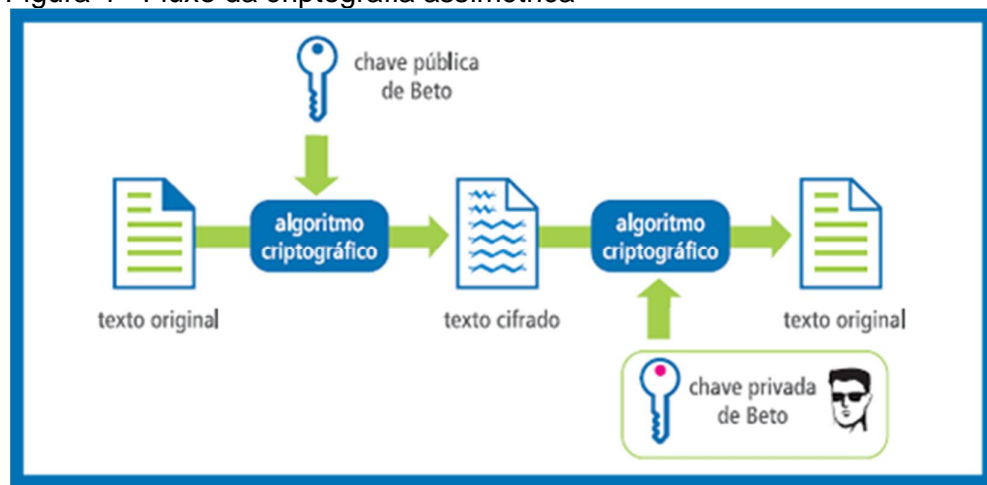 Figura 4 - Fluxo da criptografia assimétrica
chave pública
de Beto
algoritmo
criptográfico
algoritmo
criptográfico
texto original
texto cifrado
texto original
chave privada
de Beto